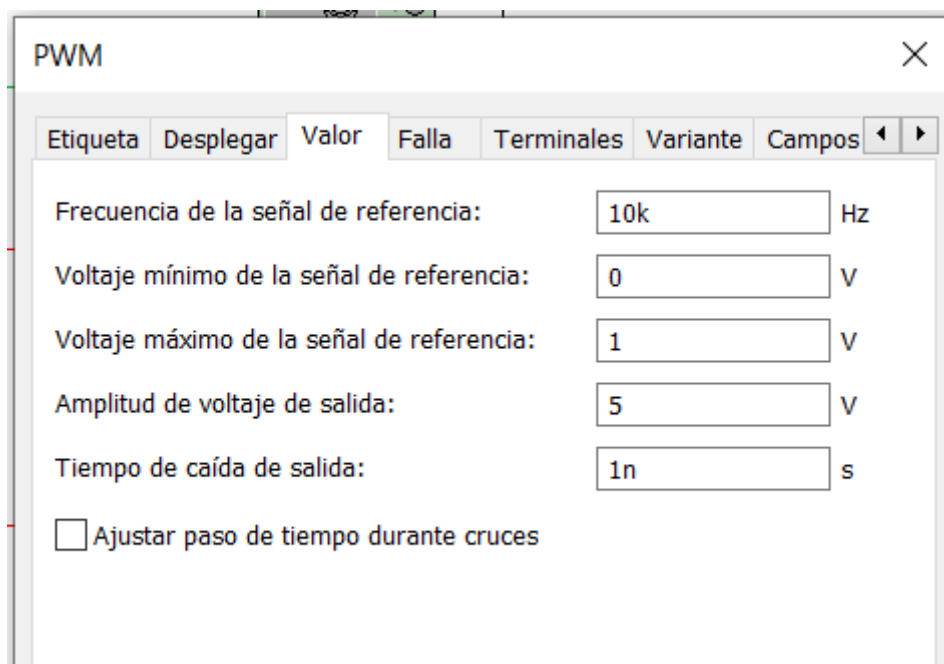 PWM
Etiqueta Desplegar Valor Falla Terminales Variante Campos
Frecuencia de la señal de referencia: 10k Hz
Voltaje mínimo de la señal de referencia: 0 V
Voltaje máximo de la señal de referencia: 1 V
Amplitud de voltaje de salida: 5 V
Tiempo de caída de salida: 1n s
Ajustar paso de tiempo durante cruces